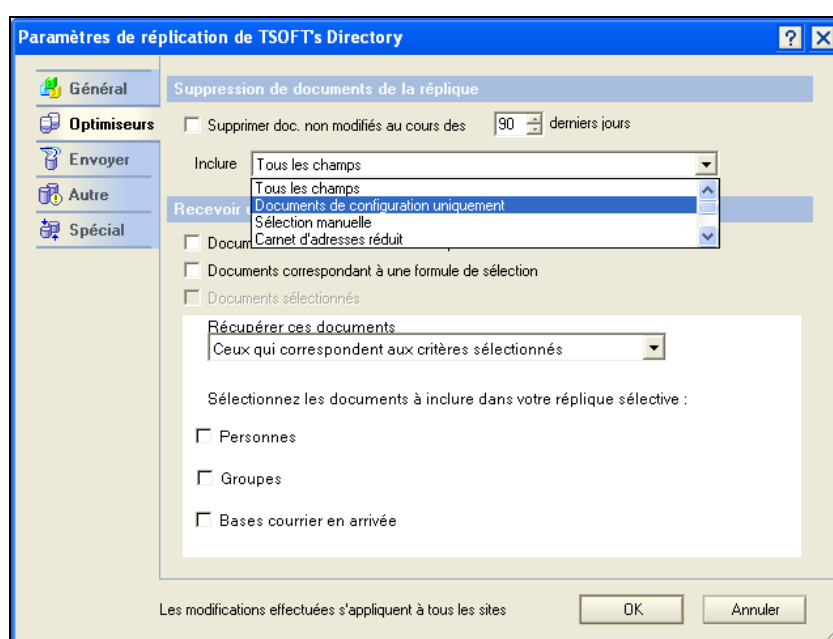 Paramètres de réplication de TSOFT's Directory
Général
Optimiseurs
Envoyer
Autre
Spécial
Suppression de documents de la réplique
Supprimer doc. non modifiés au cours des 90 derniers jours
Inclure Tous les champs
Tous les champs
Documents de configuration uniquement
Sélection manuelle
Carnet d'adresses réduit
Recevoir
Docum
Documents correspondant à une formule de sélection
Documents sélectionnés
Récupérer ces documents
Ceux qui correspondent aux critères sélectionnés
Sélectionnez les documents à inclure dans votre réplique sélective :
Personnes
Groupes
Bases courrier en arrivée
Les modifications effectuées s'appliquent à tous les sites
OK
Annuler